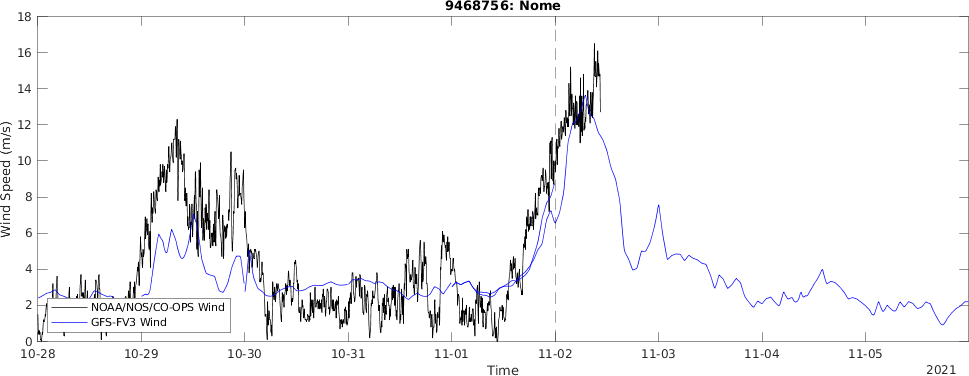 9468756: Nome
18
16
14
12
10
8
6
4
2
0
Wind Speed (m/s)
NOAA/NOS/CO-OPS Wind
GFS-FV3 Wind
10-28 10-29 10-30 10-31 11-01 11-02 11-03 11-04 11-05
Time
2021